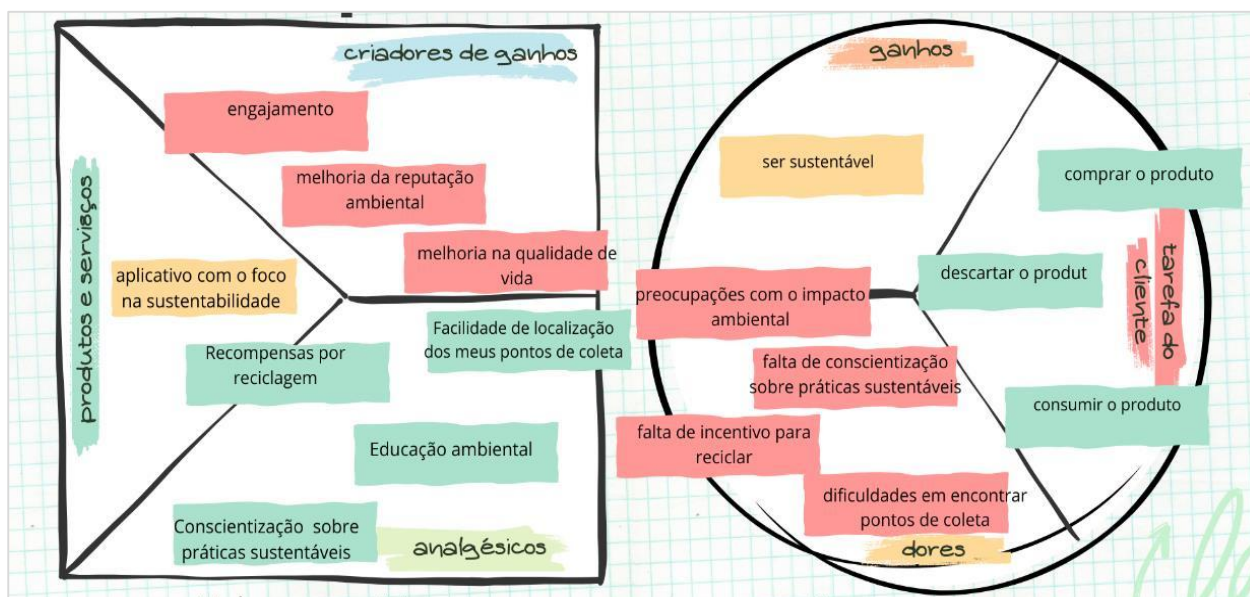 criadores de ganhos
engajamento
melhoria da reputação
ambiental
melhoria na qualidade de
vida
produtos e servi8ços
aplicativo com o foco
na sustentabilidade
Facilidade de localização
dos meus pontos de coleta
Recompensas por
reciclagem
Educação ambiental
Conscientização sobre
práticas sustentáveis
analgésicos
ganhos
ser sustentável
comprar o produto
descartar o produt
tarefa do
cliente
consumir o produto
preocupações com o impacto
ambiental
falta de conscientização
sobre práticas sustentáveis
falta de incentivo para
reciclar
dificuldades em encontrar
pontos de coleta
dores